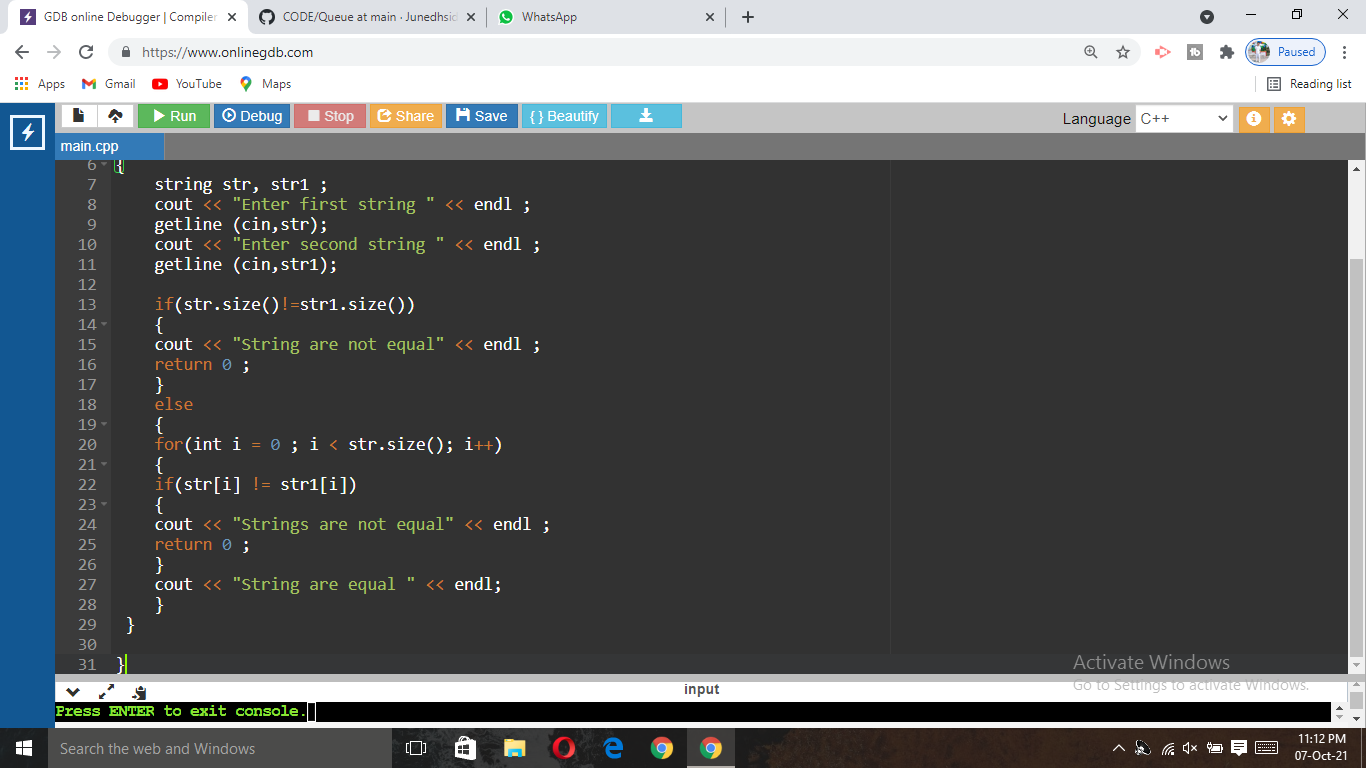 GDB online Debugger | Compiler
CODE/Queue at main · Junedhsid
WhatsApp
https://www.onlinegdb.com
Paused
Apps
Gmail
YouTube
Maps
Reading list
Run
Debug
Stop
Share
Save
{ } Beautify
Language C++
main.cpp
6 {
7 string str, str1 ;
8 cout << "Enter first string " << endl ;
9 getline (cin,str);
10 cout << "Enter second string " << endl ;
11 getline (cin,str1);
12
13 if(str.size()!=str1.size())
14 {
15 cout << "String are not equal" << endl ;
16 return 0 ;
17 }
18 else
19 {
20 for(int i = 0 ; i < str.size(); i++)
21 {
22 if(str[i] != str1[i])
23 {
24 cout << "Strings are not equal" << endl ;
25 return 0 ;
26 }
27 cout << "String are equal " << endl;
28 }
29 }
30
31 }
Activate Windows
Go to Settings to activate Windows.
input
Press ENTER to exit console.
Search the web and Windows
11:12 PM
07-Oct-21